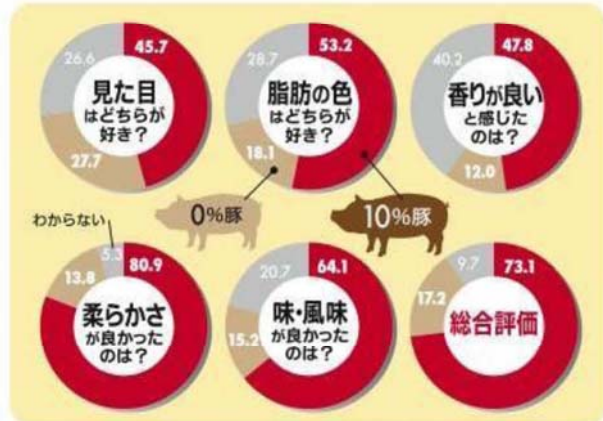 26.6
45.7
見た目
はどちらが
好き？
27.7
28.7
53.2
脂肪の色
はどちらが
好き？
18.1
40.2
47.8
香りが良い
と感じた
のは？
12.0
0%豚
10%豚
わからない
5.3
80.9
13.8
柔らかさ
が良かった
のは？
20.7
64.1
味・風味
が良かった
のは？
15.2
9.7
73.1
17.2
総合評価